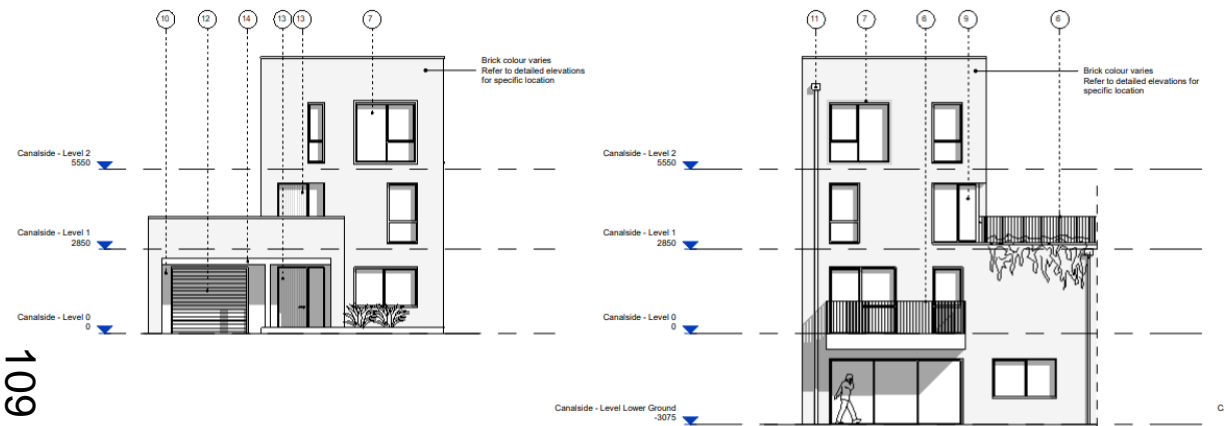 10 12 14 13 13 7
Brick colour varies
Refer to detailed elevations
for specific location
Canalside - Level 2
5550
Canalside - Level 1
2850
Canalside - Level 0
0
109
11 7 6 9 6
Brick colour varies
Refer to detailed elevations for
specific location
Canalside - Level 2
5550
Canalside - Level 1
2850
Canalside - Level 0
0
Canalside - Level Lower Ground
-3075
C